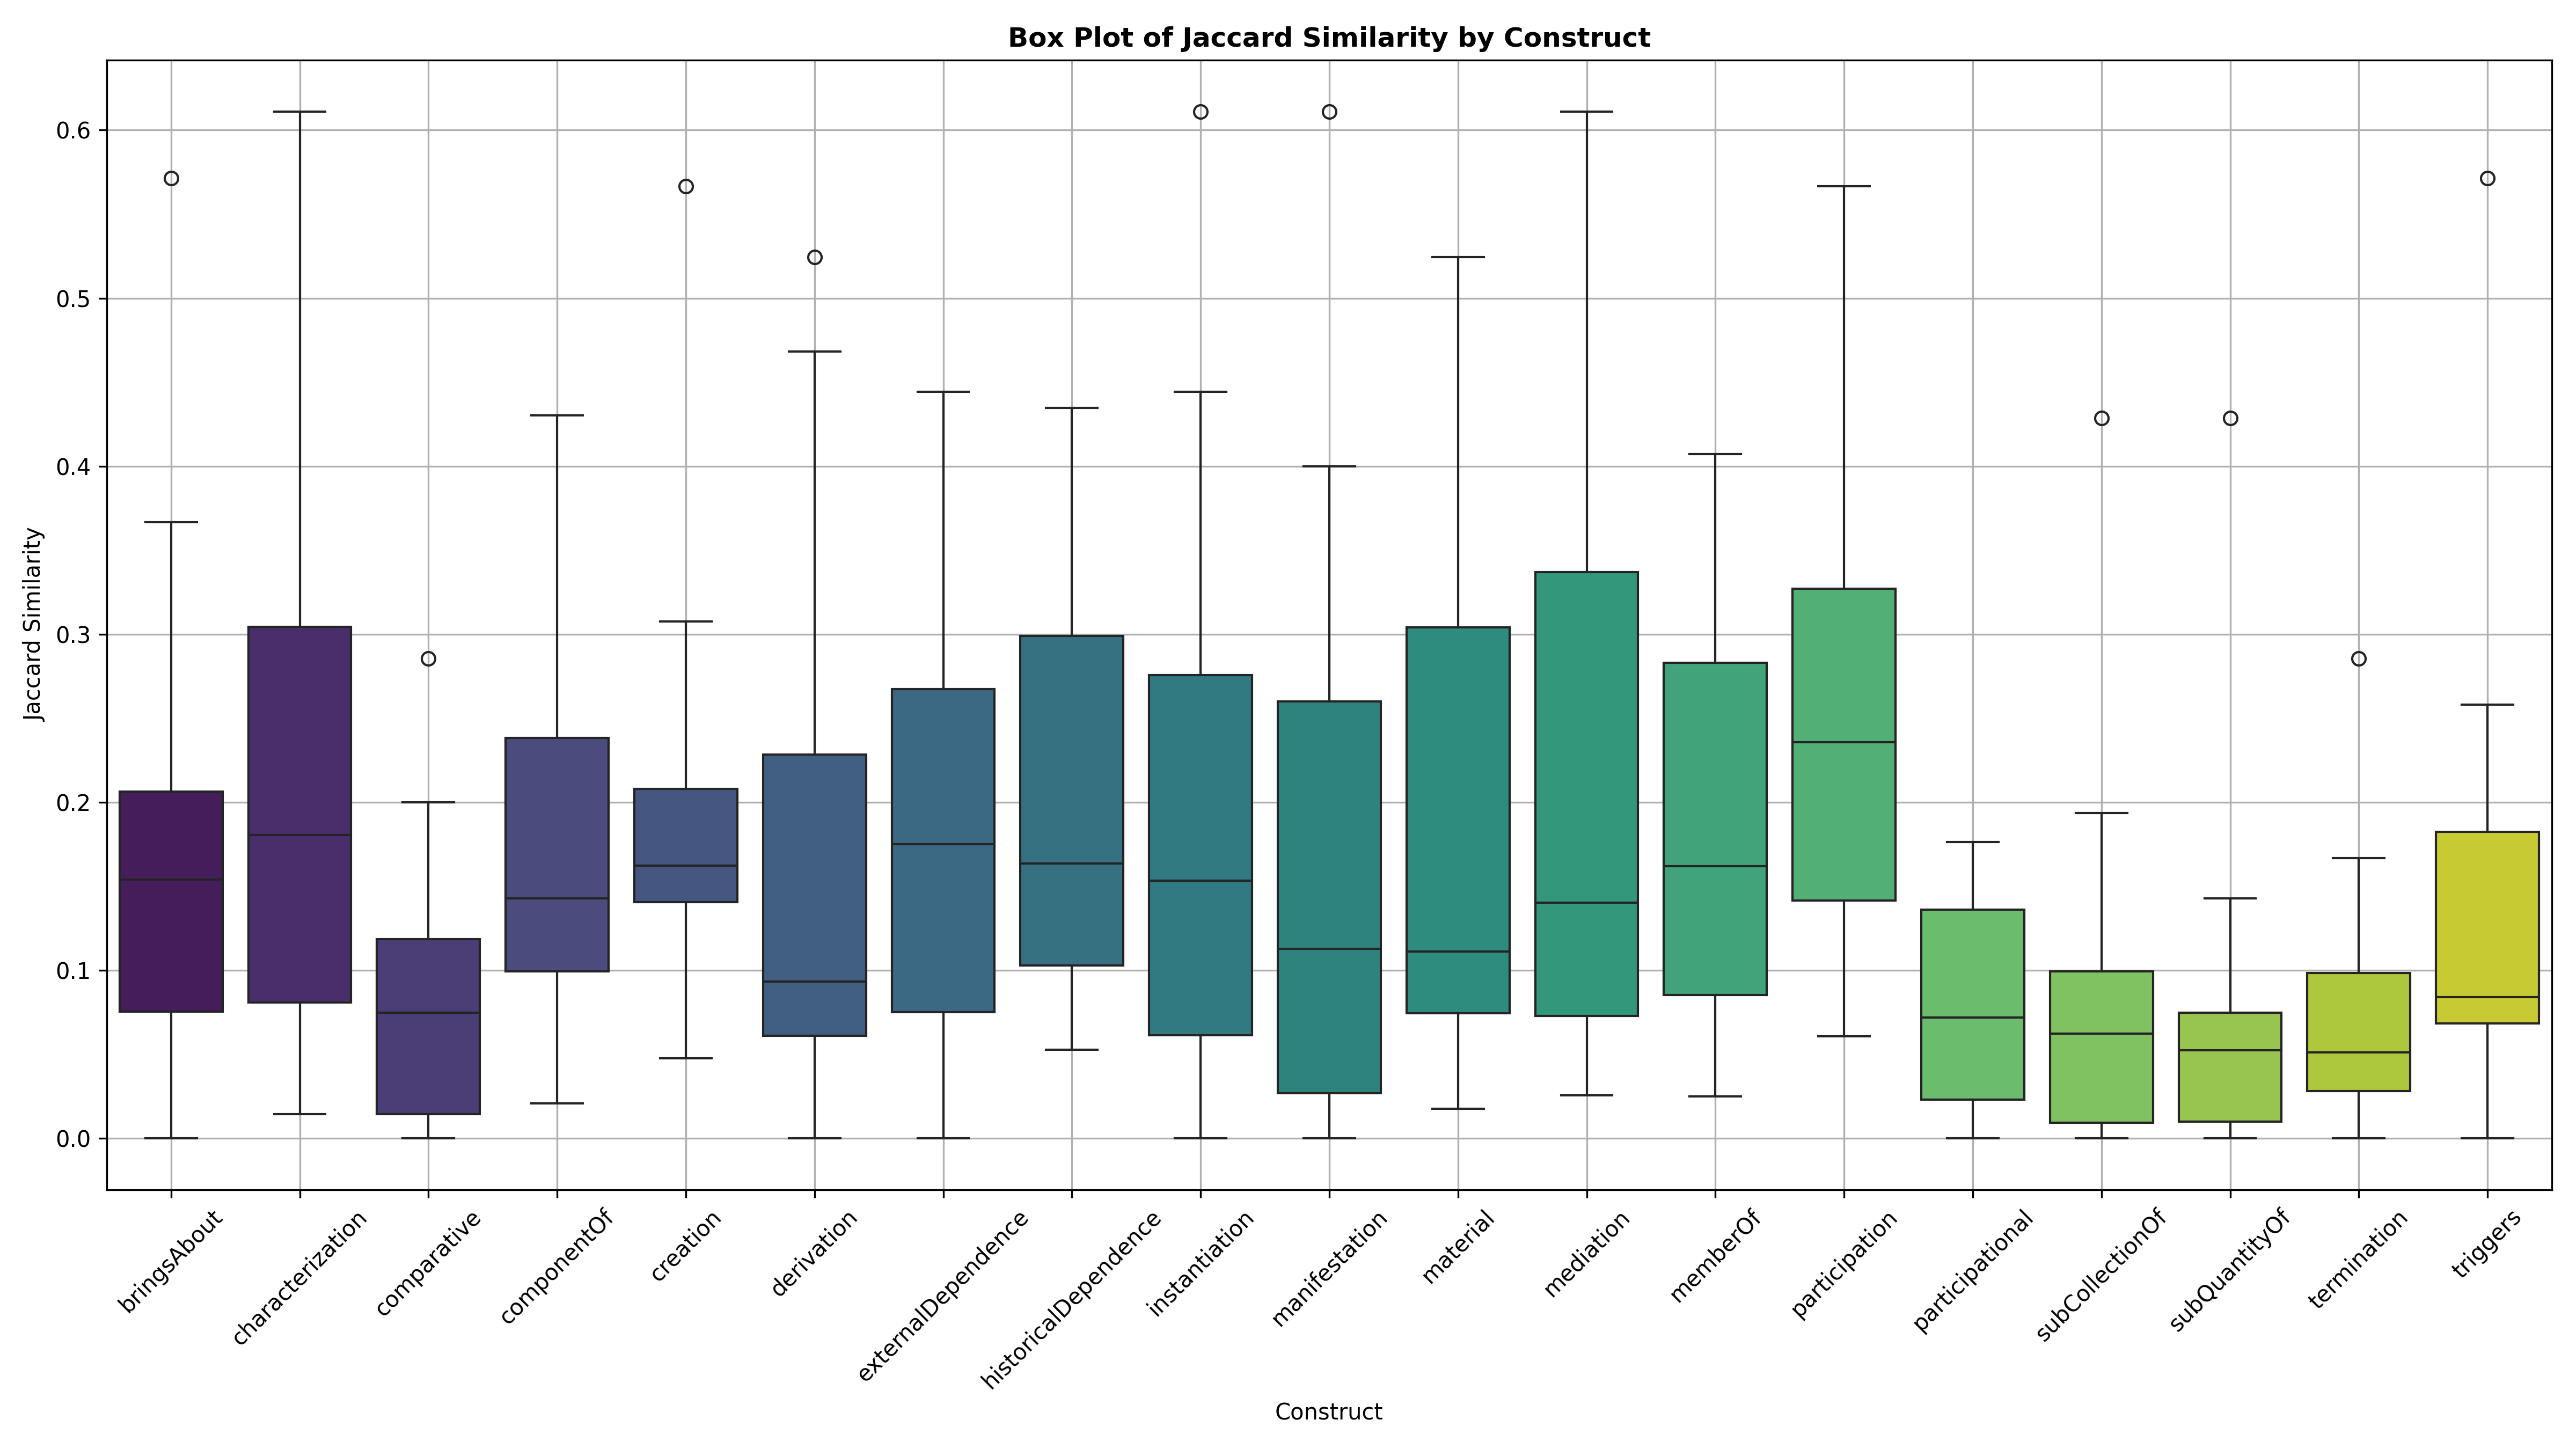 Box Plot of Jaccard Similarity by Construct
Jaccard Similarity
0.6
0.5
0.4
0.3
0.2
0.1
0.0
bringsAbout
characterization
comparative
componentOf
creation
derivation
externalDependence
historicalDependence
instantiation
manifestation
material
mediation
memberOf
participation
participational
subCollectionOf
subQuantityOf
termination
triggers
Construct